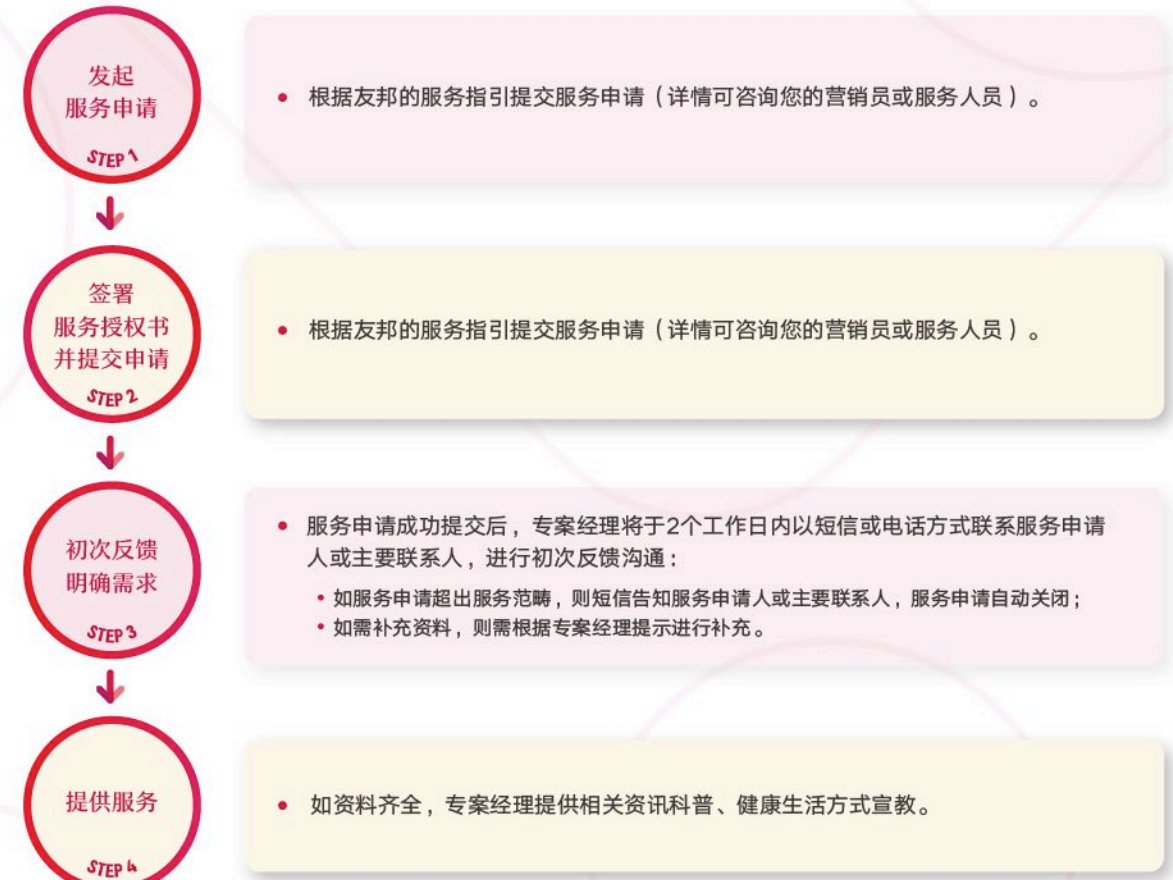 发起
服务申请
STEP 1
• 根据友邦的服务指引提交服务申请（详情可咨询您的营销员或服务人员）。
签署
服务授权书
并提交申请
STEP 2
• 根据友邦的服务指引提交服务申请（详情可咨询您的营销员或服务人员）。
初次反馈
明确需求
STEP 3
• 服务申请成功提交后，专案经理将于2个工作日内以短信或电话方式联系服务申请
人或主要联系人，进行初次反馈沟通：
• 如服务申请超出服务范畴，则短信告知服务申请人或主要联系人，服务申请自动关闭；
• 如需补充资料，则需根据专案经理提示进行补充。
提供服务
STEP 4
• 如资料齐全，专案经理提供相关资讯科普、健康生活方式宣教。